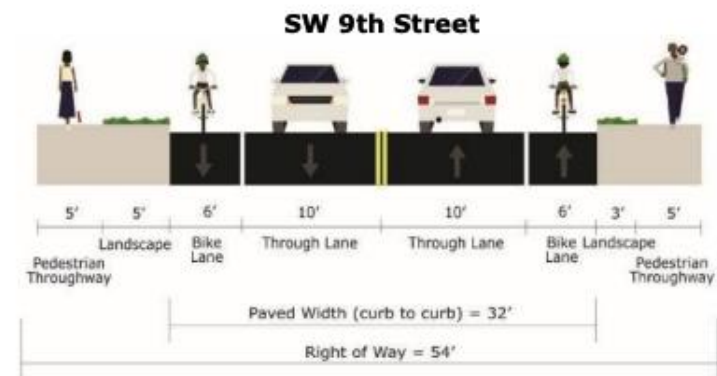 SW 9th Street
5' 5' 6' 10' 10' 6' 3' 5'
Pedestrian Throughway
Landscape
Bike Lane
Through Lane
Through Lane
Bike Lane
Landscape
Pedestrian Throughway
Paved Width (curb to curb) = 32'
Right of Way = 54'